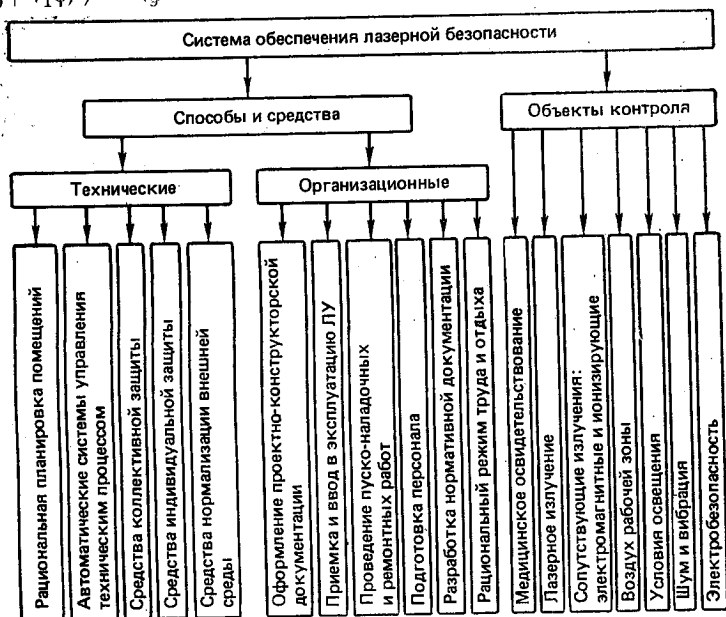 Система обеспечения лазерной безопасности
Способы и средства
Объекты контроля
Технические
Организационные
Рациональная планировка помещений
Автоматические системы управления
техническим процессом
Средства коллективной защиты
Средства индивидуальной защиты
Средства нормализации внешней
среды
Оформление проектно-конструкторской
документации
Приемка и ввод в эксплуатацию ЛУ
Проведение пуско-наладочных
и ремонтных работ
Подготовка персонала
Разработка нормативной документации
Рациональный режим труда и отдыха
Медицинское освидетельствование
Лазерное излучение
Сопутствующие излучения:
электромагнитные и ионизирующие
Воздух рабочей зоны
Условия освещения
Шум и вибрация
Электробезопасность